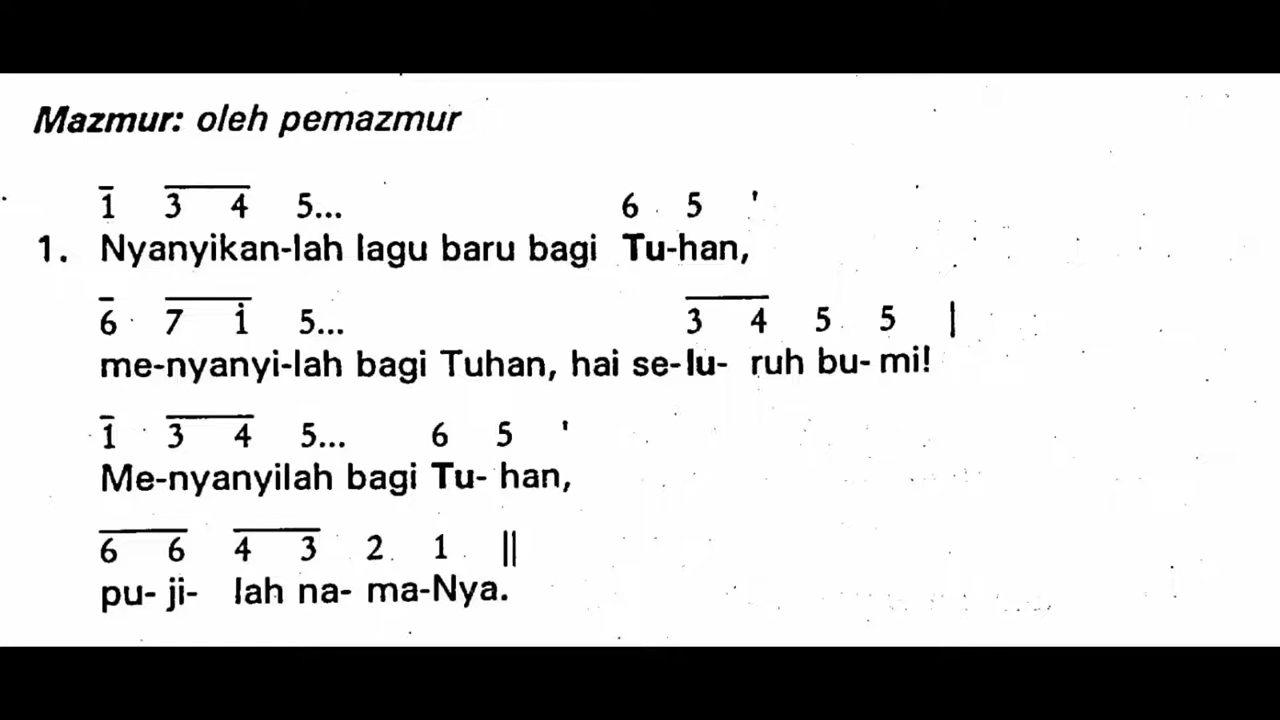 Mazmur: oleh pemazmur
1 3 4 5... 6 5 '
1. Nyanyikan-lah lagu baru bagi Tu-han,
6 7 i 5... 3 4 5 5 |
me-nyanyi-lah bagi Tuhan, hai se-lu- ruh bu- mi!
1 3 4 5... 6 5 '
Me-nyanyilah bagi Tu- han,
6 6 4 3 2 1 ||
pu- ji- lah na- ma-Nya.